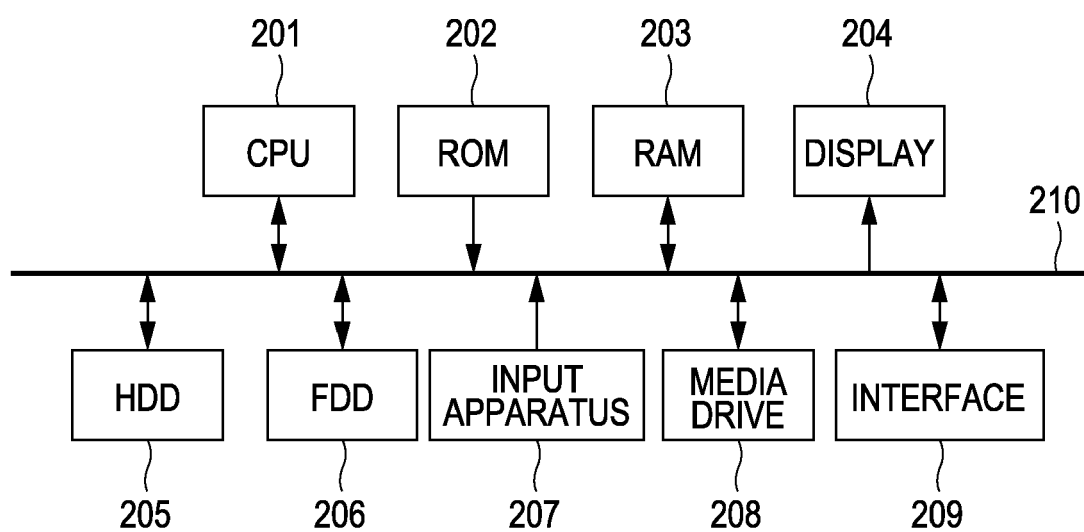 201 202 203 204
CPU ROM RAM DISPLAY
210
HDD FDD INPUT APPARATUS MEDIA DRIVE INTERFACE
205 206 207 208 209